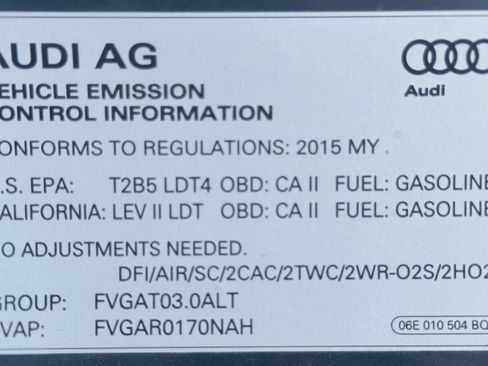 AUDI AG
Audi
VEHICLE EMISSION
CONTROL INFORMATION
CONFORMS TO REGULATIONS: 2015 MY .
U.S. EPA: T2B5 LDT4 OBD: CA II FUEL: GASOLINE
CALIFORNIA: LEV II LDT OBD: CA II FUEL: GASOLINE
NO ADJUSTMENTS NEEDED.
DFI/AIR/SC/2CAC/2TWC/2WR-O2S/2HO2
GROUP: FVGAT03.0ALT
EVAP: FVGAR0170NAH
06E 010 504 BQ